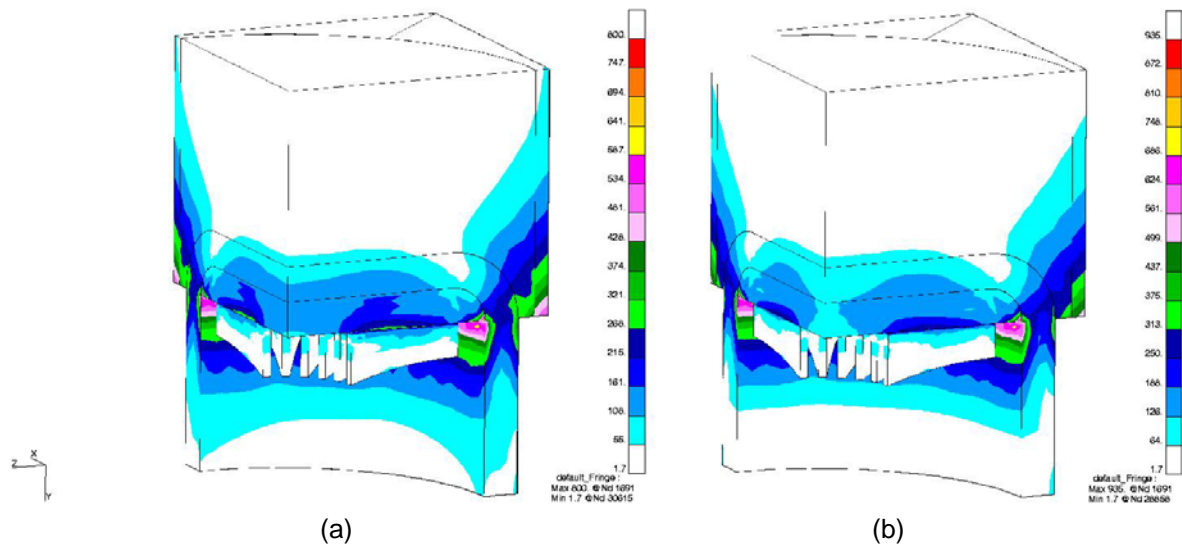 800.
747.
694.
641.
587.
534.
481.
428.
374.
321.
268.
215.
161.
108.
55.
1.7
default_Fringe :
Max 800. @Nd 1691
Min 1.7 @Nd 30615
X
Z
Y
(a)
935.
872.
810.
748.
686.
624.
561.
499.
437.
375.
313.
250.
188.
126.
64.
1.7
default_Fringe :
Max 935. @Nd 1691
Min 1.7 @Nd 28858
(b)